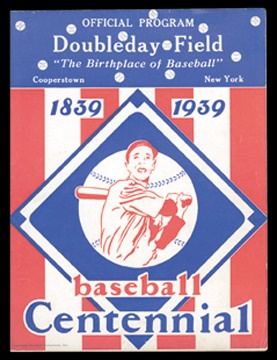 OFFICIAL PROGRAM
Doubleday Field
"The Birthplace of Baseball"
Cooperstown New York
1839 1939
baseball
Centennial